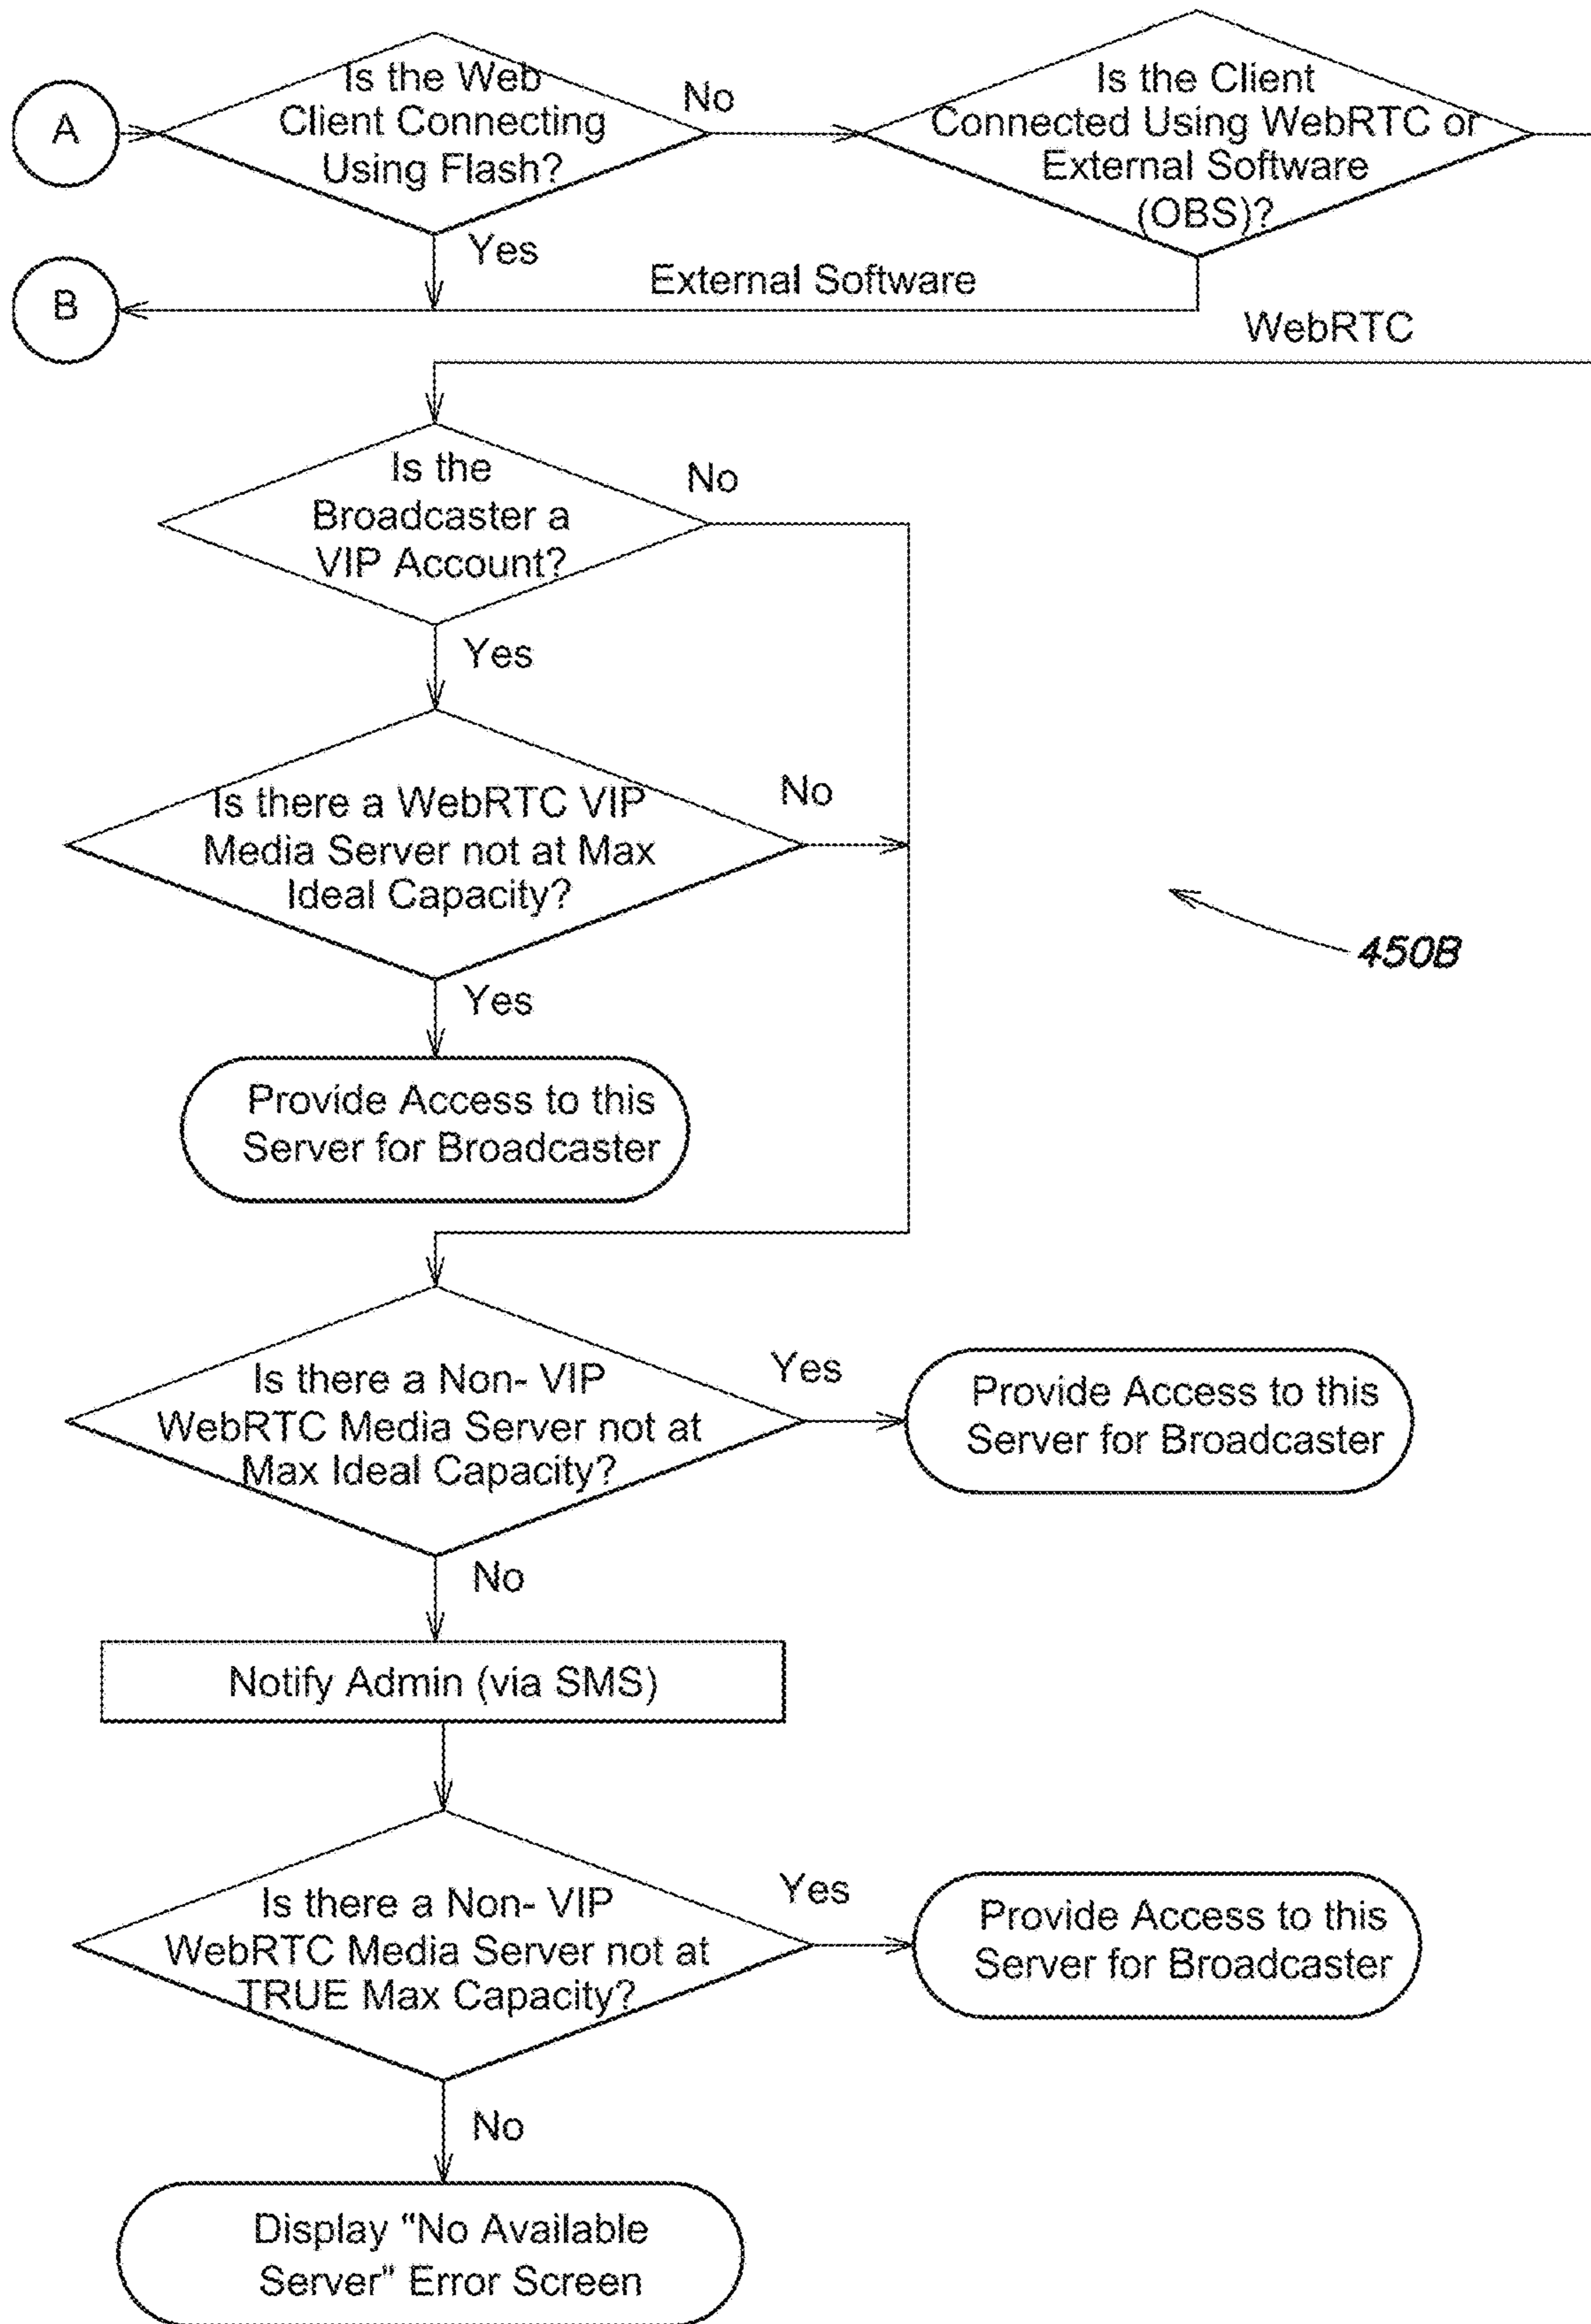 A
Is the Web
Client Connecting
Using Flash?
No
Is the Client
Connected Using WebRTC or
External Software
(OBS)?
Yes
External Software
B
WebRTC
Is the
Broadcaster a
VIP Account?
No
Yes
Is there a WebRTC VIP
Media Server not at Max
Ideal Capacity?
No
450B
Yes
Provide Access to this
Server for Broadcaster
Is there a Non- VIP
WebRTC Media Server not at
Max Ideal Capacity?
Yes
Provide Access to this
Server for Broadcaster
No
Notify Admin (via SMS)
Is there a Non- VIP
WebRTC Media Server not at
TRUE Max Capacity?
Yes
Provide Access to this
Server for Broadcaster
No
Display "No Available
Server" Error Screen